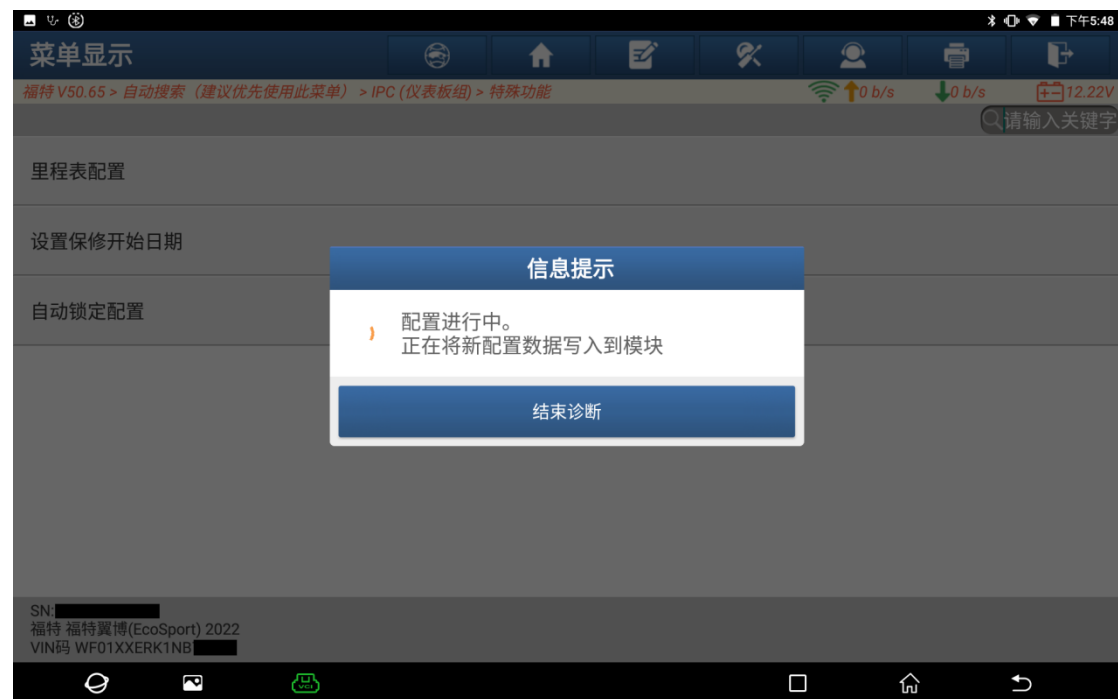 下午5:48
菜单显示
福特 V50.65 > 自动搜索（建议优先使用此菜单）> IPC (仪表板组) > 特殊功能
0 b/s
0 b/s
12.22V
请输入关键字
里程表配置
设置保修开始日期
自动锁定配置
信息提示
配置进行中。
正在将新配置数据写入到模块
结束诊断
SN:
福特 福特翼博(EcoSport) 2022
VIN码 WF01XXERK1NB
VCI